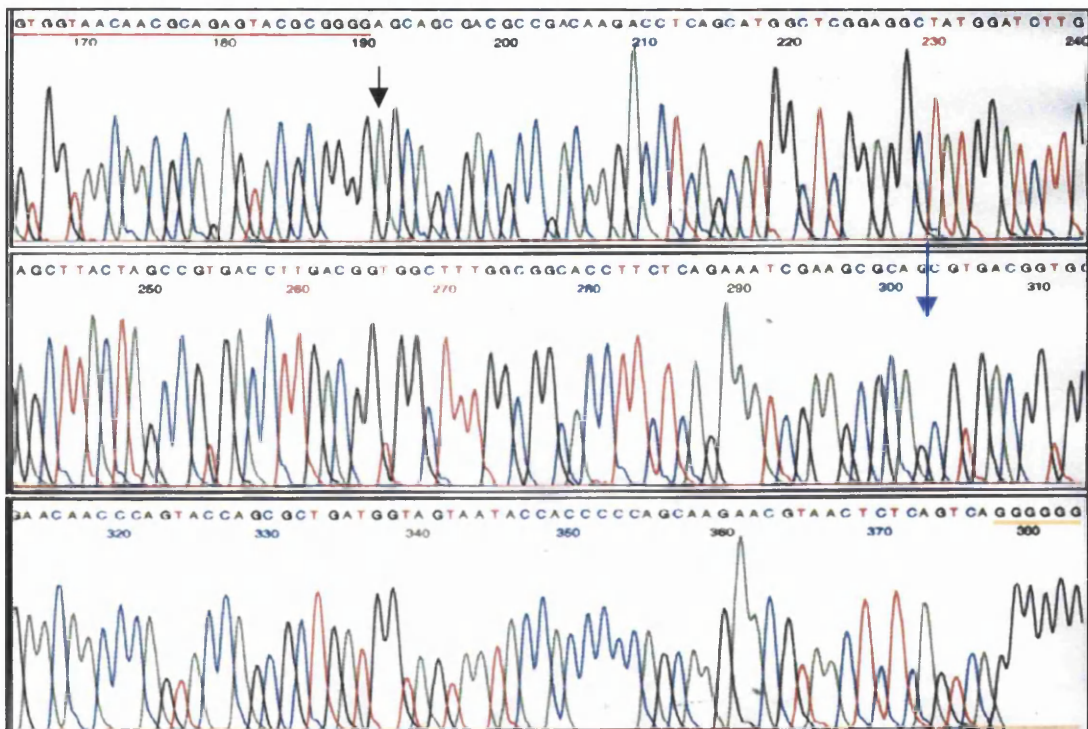 GTGGTAACAACGCAGAGTACGCGGGGAGCAGCGACGCCGACAAGACCTCAGCATGGCTCGGAGGCTATGGATCTTG
170 180 190 200 210 220 230 240
AGCTTACTAGCCGTGACCTTGACGGTGGCTTTGGCGGCACCTTCTCAGAAATCGAAGCGCAGCGTGACGGTGG
250 260 270 280 290 300 310
GAACAACCCAGTACCAGCGCTGATGGTAGTAATACCACCCCCAGCAAGAACGTAACTCTCAGTCAGGGGGG
320 330 340 350 360 370 380